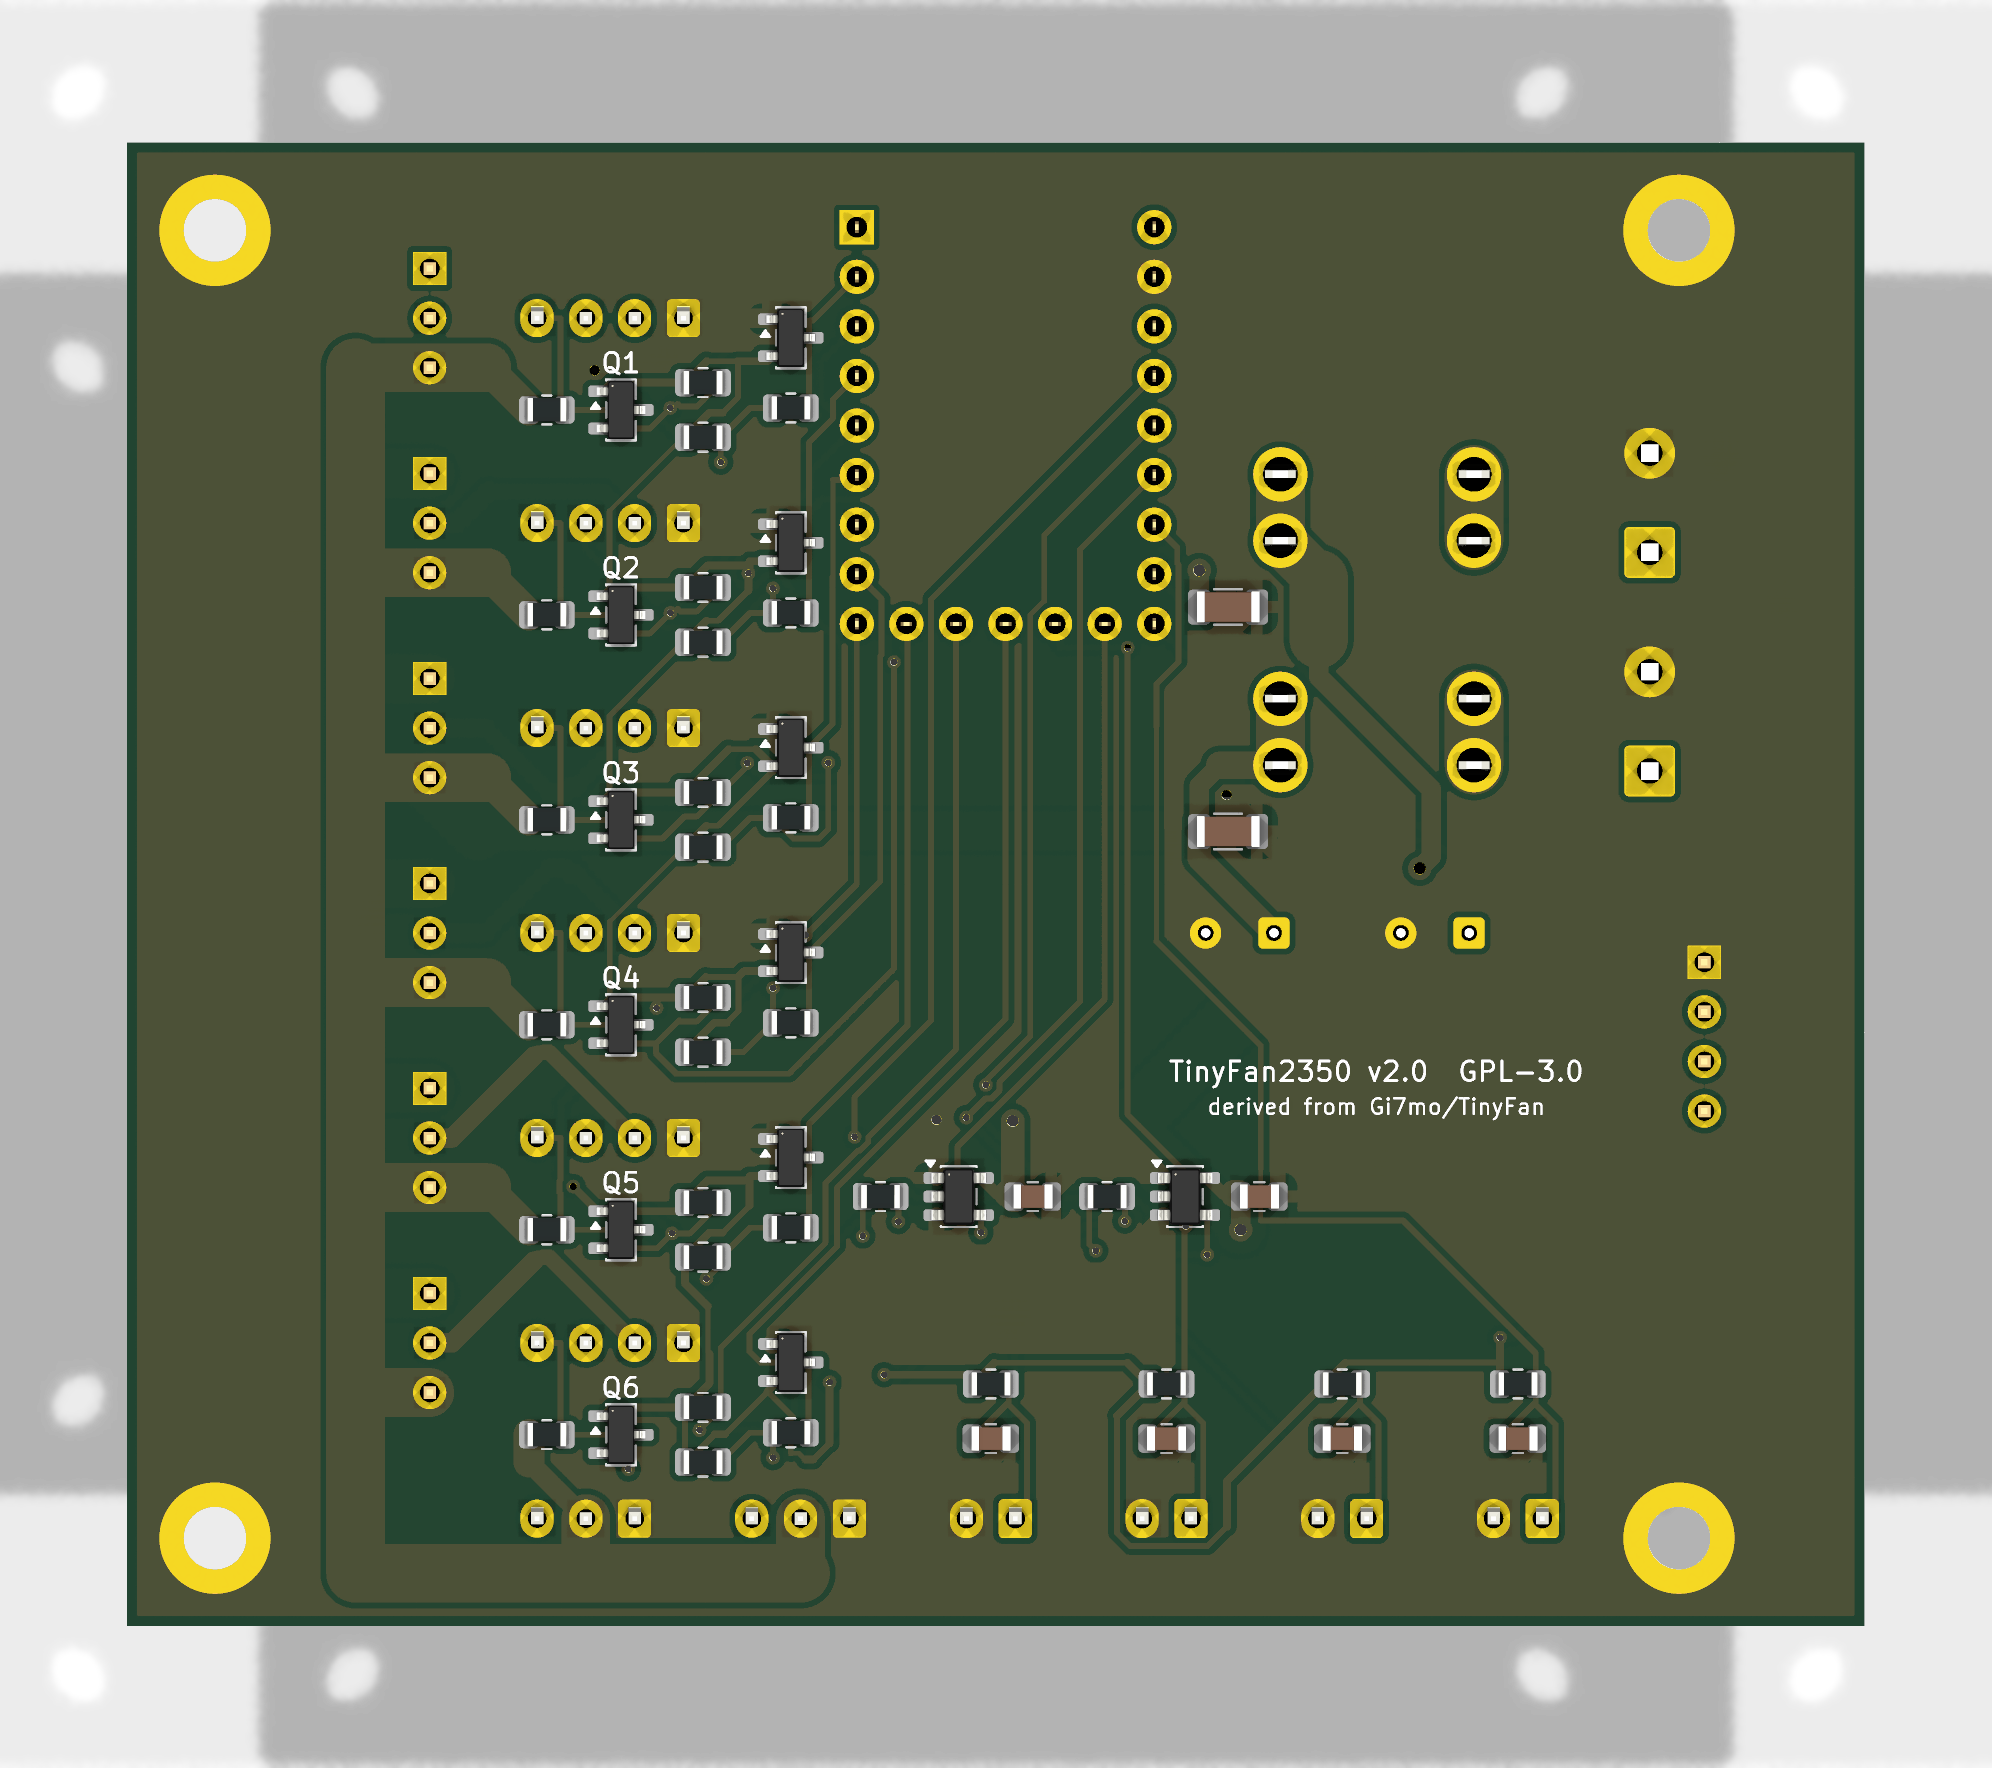 Q1
Q2
Q3
Q4
TinyFan2350 v2.0  GPL-3.0
derived from Gi7mo/TinyFan
Q5
Q6